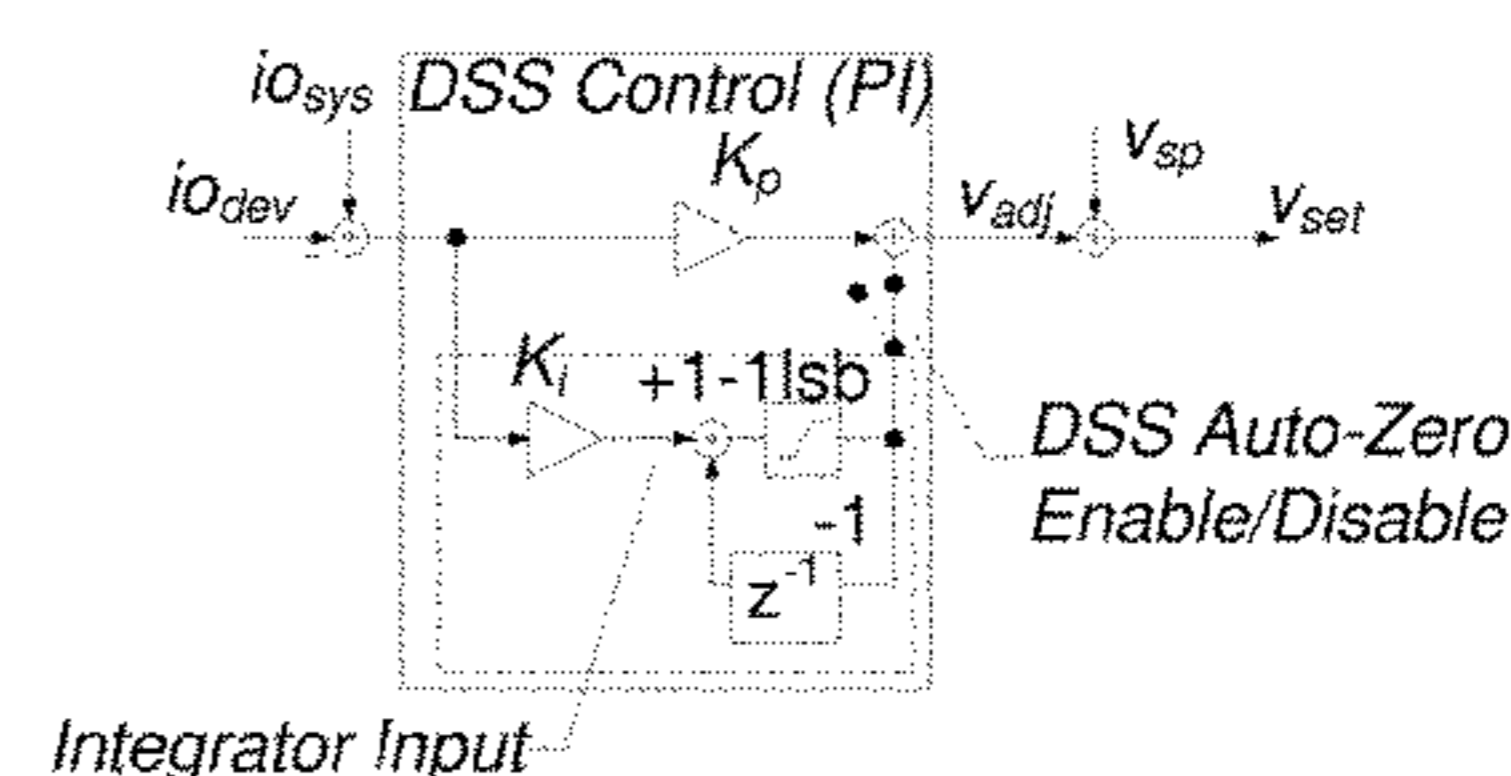 io_sys
DSS Control (PI)
K_p
v_sp
io_dev
v_adj
v_set
-
K_i
+1-1lsb
DSS Auto-Zero
Enable/Disable
-1
z^-1
Integrator Input